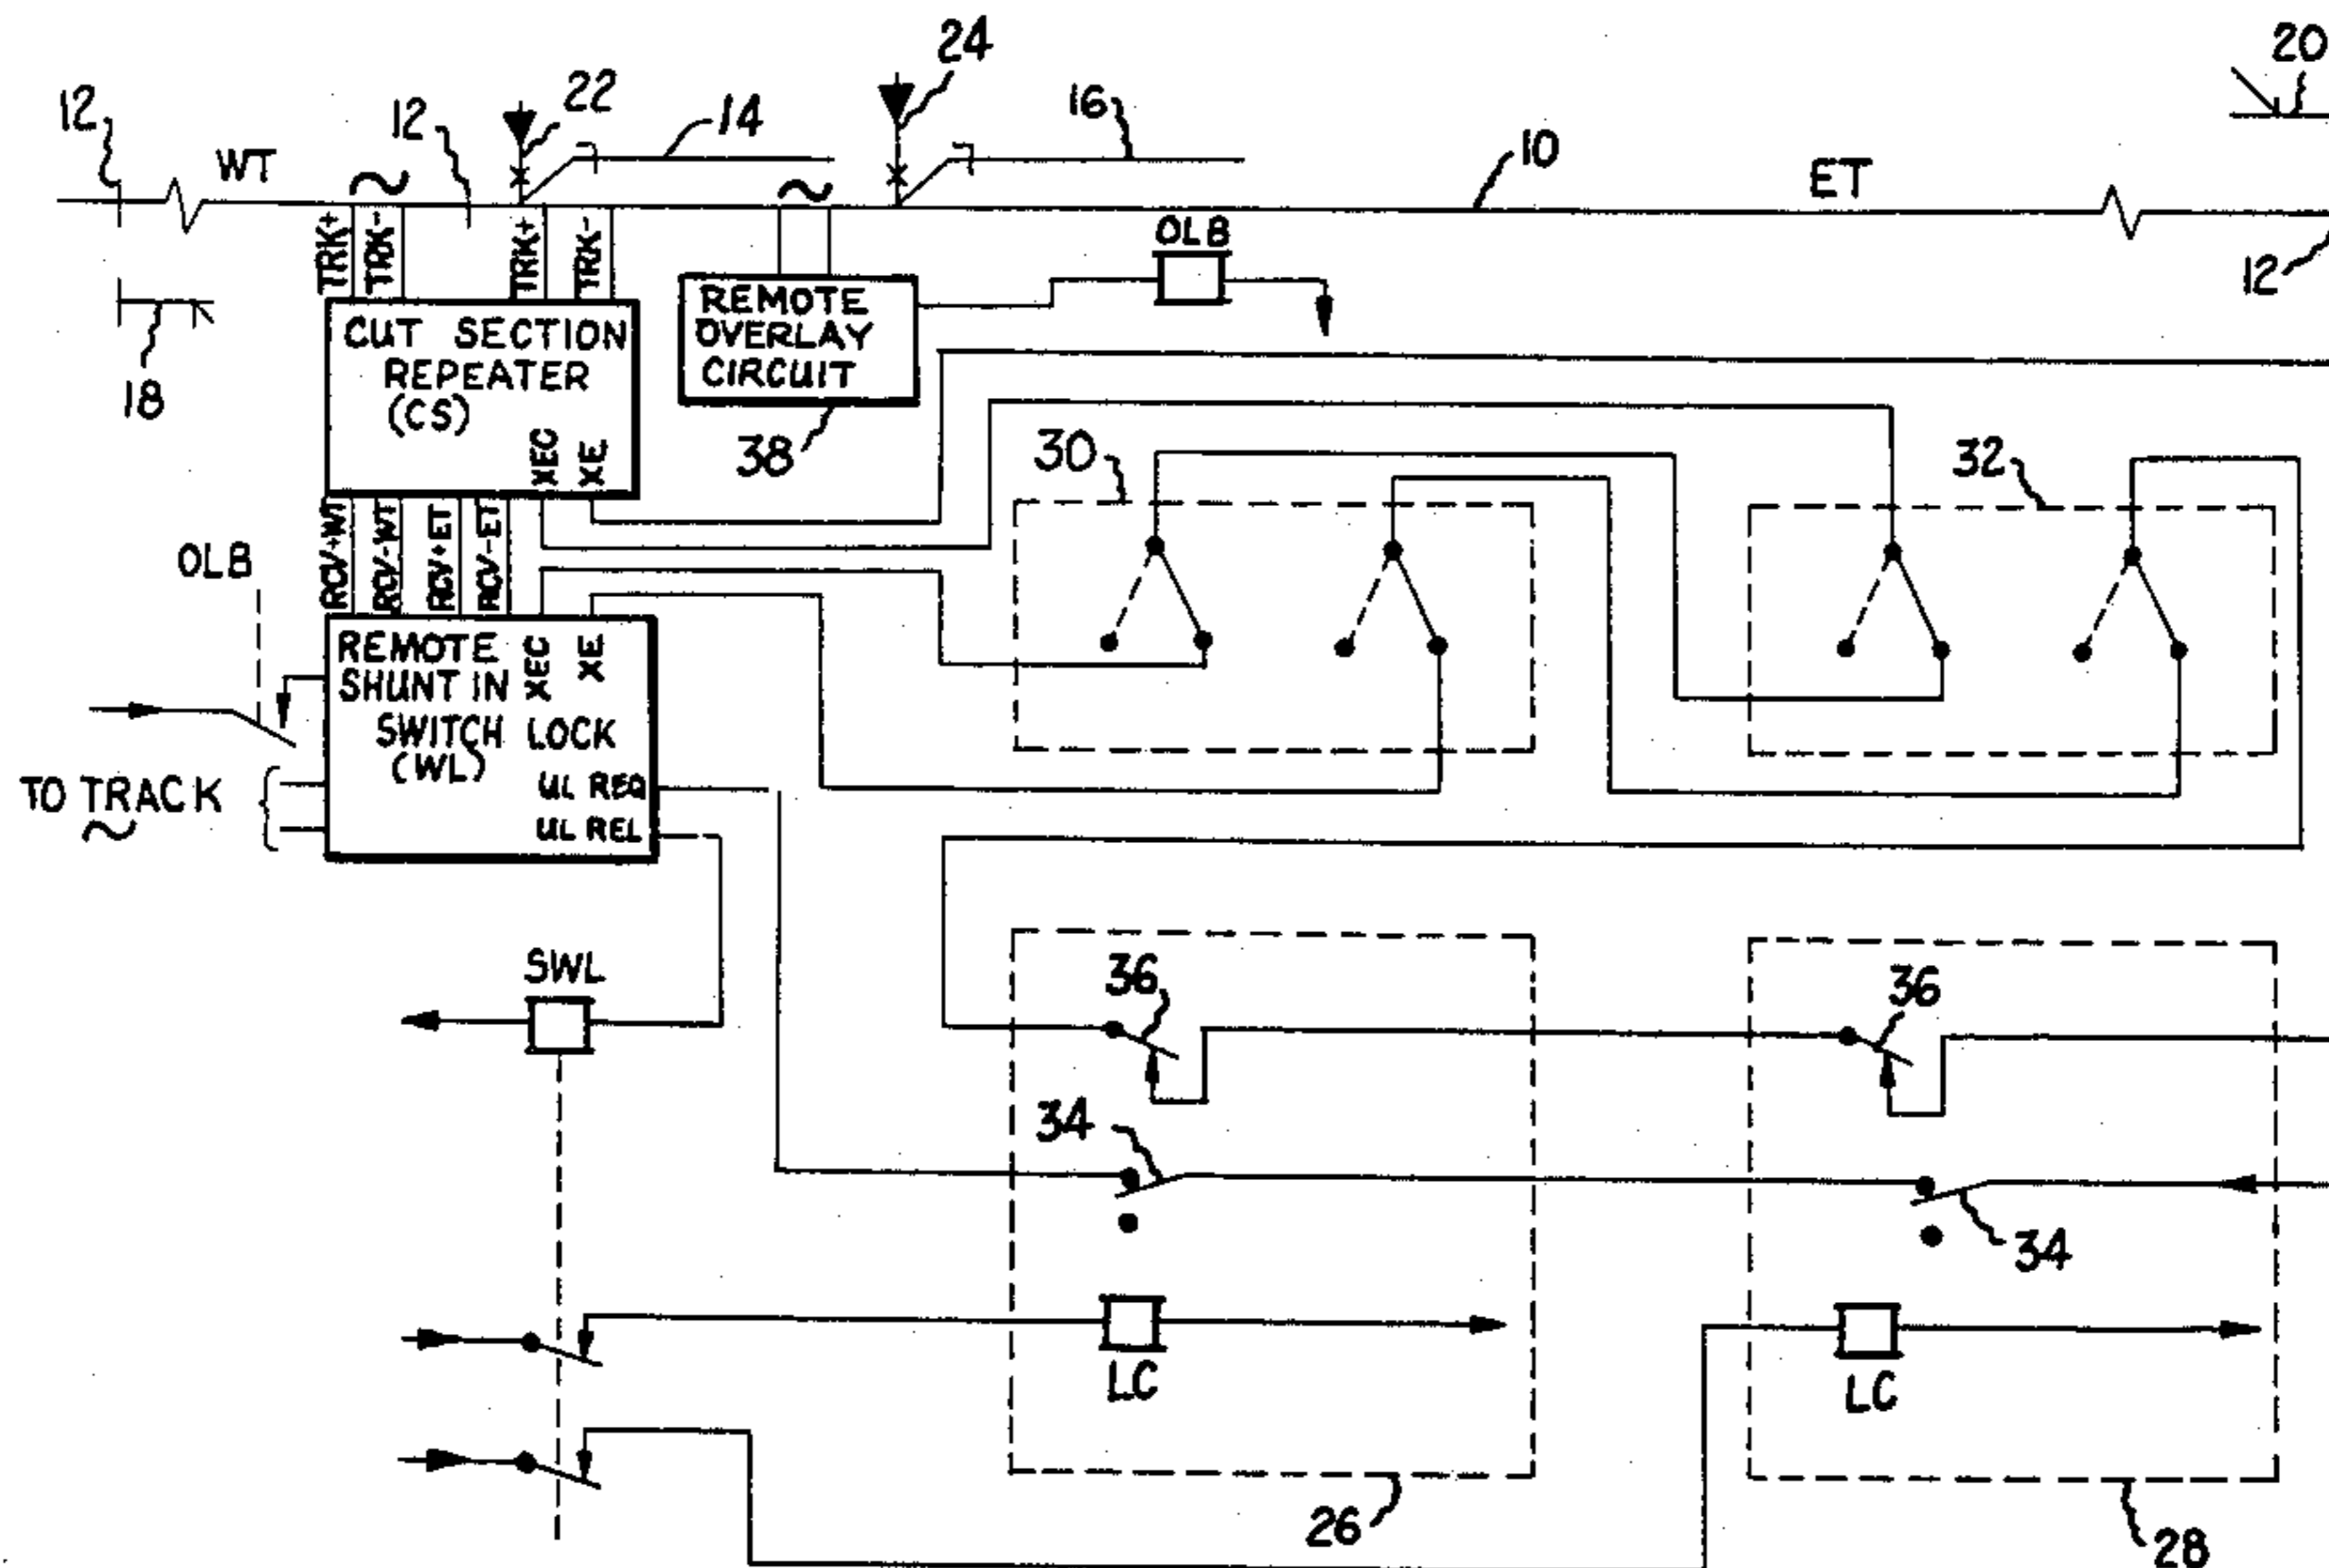 24
20
12
WT
12
22
14
16
10
ET
12
18
TRK+
TRK-
TRK+
TRK-
OLB
CUT SECTION
REPEATER
(CS)
XEC
XE
REMOTE
OVERLAY
CIRCUIT
38
30
32
RCV+WT
RCV-WT
RCV+ET
RCV-ET
OLB
REMOTE
SHUNT IN
SWITCH LOCK
(WL)
XEC
XE
UL REQ
UL REL
TO TRACK
SWL
36
36
34
34
LC
LC
26
28